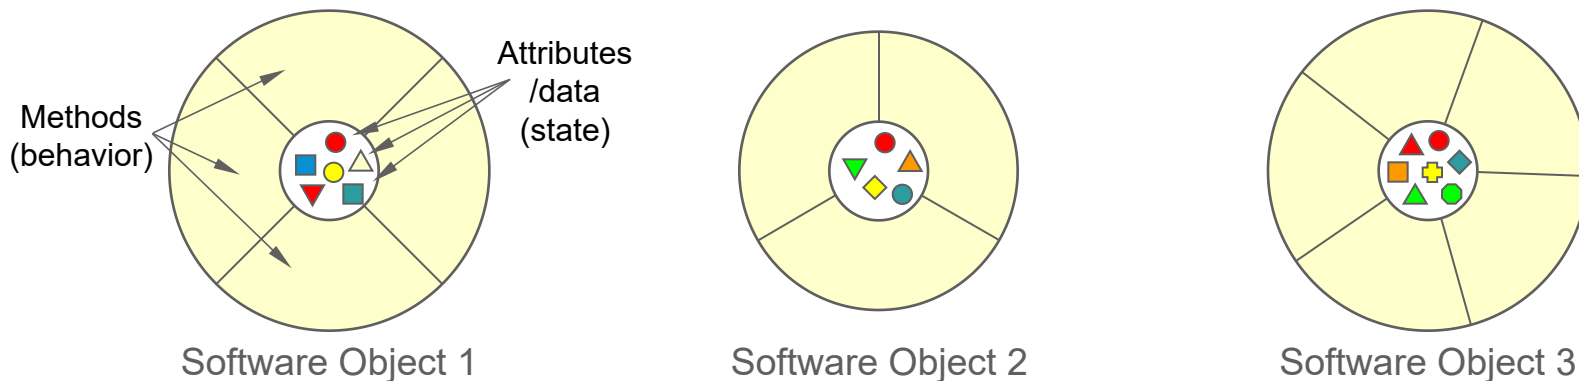 Methods
(behavior)
Attributes
/data
(state)
Software Object 1
Software Object 2
Software Object 3